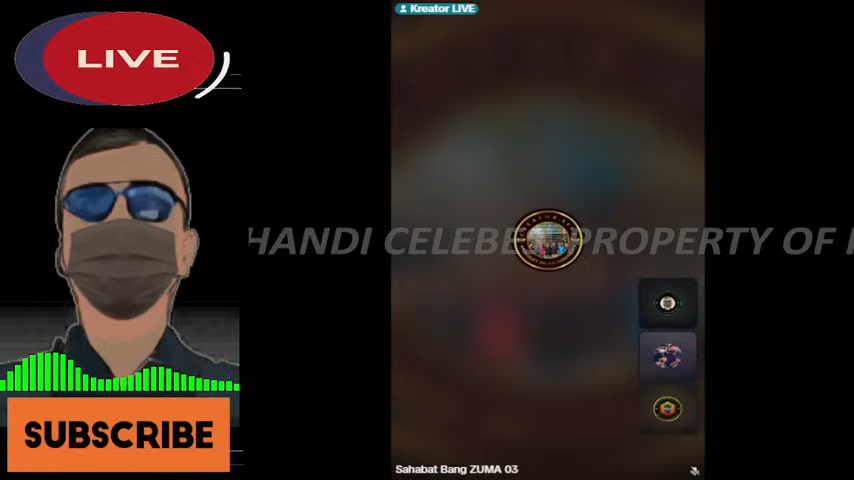 LIVE
Kreator LIVE
HANDI CELEBE PROPERTY OF
SUBSCRIBE
Sahabat Bang ZUMA 03